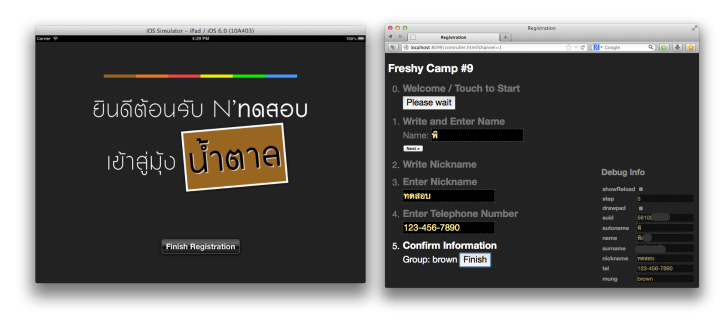 iOS Simulator – iPad / iOS 6.0 (10A403)
Carrier
4:29 PM
100%
ยินดีต้อนรับ N'ทดสอบ
เข้าสู่มุ้ง น้ำตาล
Finish Registration
Registration
Registration
localhost:8099/controller.html?channel=1
Google
Freshy Camp #9
0. Welcome / Touch to Start
Please wait
1. Write and Enter Name
Name: พี
Next »
2. Write Nickname
3. Enter Nickname
ทดสอบ
4. Enter Telephone Number
123-456-7890
5. Confirm Information
Group: brown Finish
Debug Info
showReload
step 5
drawpad
suid 56100
autoname พี
name
surname
nickname ทดสอบ
tel 123-456-7890
mung brown